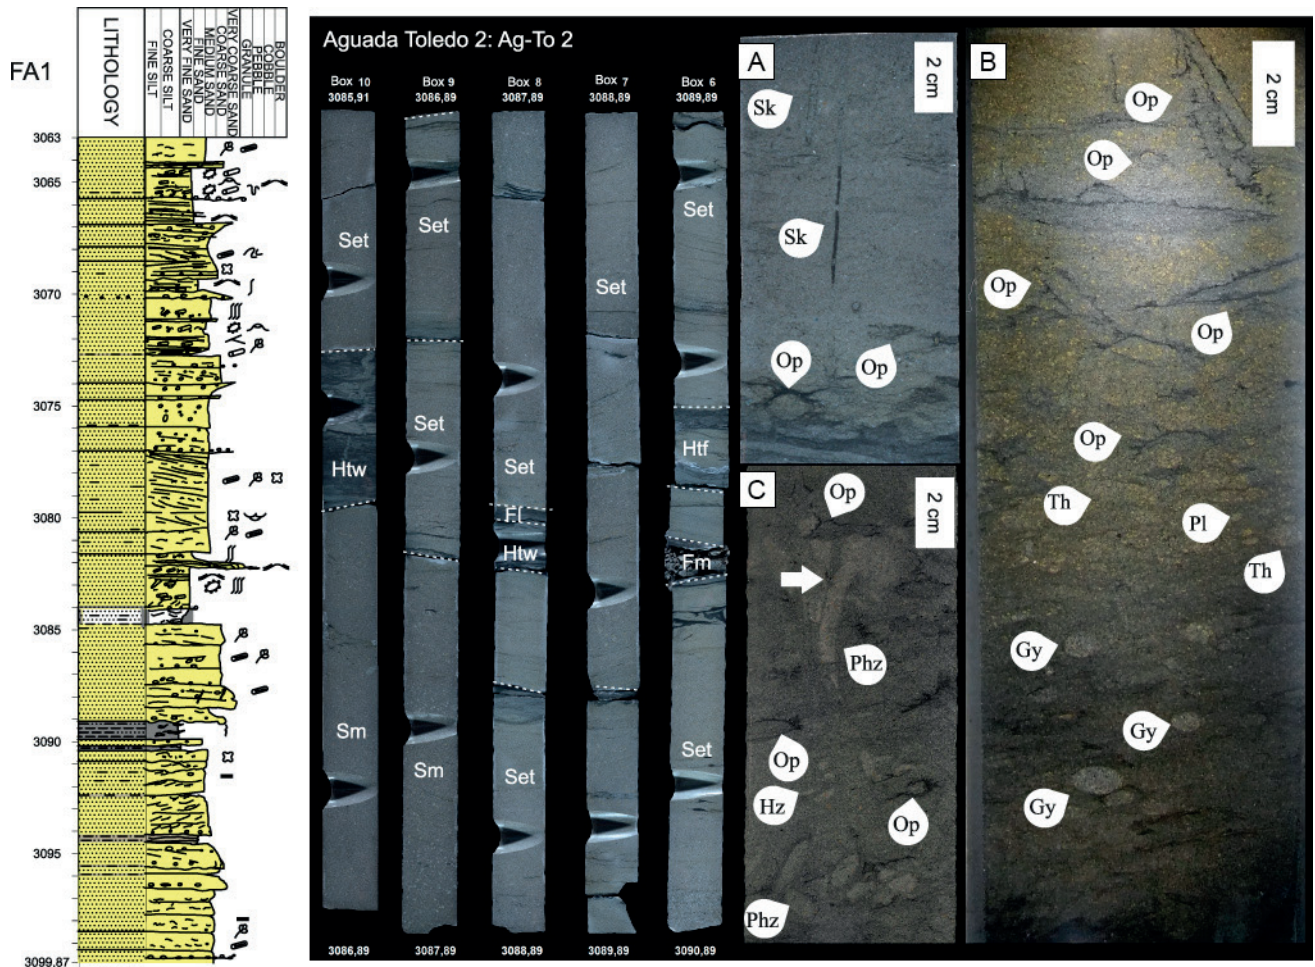 FA1
LITHOLOGY
FINE SILT
COARSE SILT
VERY FINE SAND
FINE SAND
MEDIUM SAND
COARSE SAND
VERY COARSE SAND
GRANULE
PEBBLE
COBBLE
BOULDER
3063
3065
3070
3075
3080
3085
3090
3095
3099.87
Aguada Toledo 2: Ag-To 2
Box 10
3085,91
Box 9
3086,89
Box 8
3087,89
Box 7
3088,89
Box 6
3089,89
Set
Htw
Sm
Set
Set
Sm
Set
Fl
Htw
Set
Set
Set
Htf
Fm
Set
3086,89
3087,89
3088,89
3089,89
3090,89
A
Sk
Sk
Op
Op
C
2 cm
Op
Phz
Op
Hz
Op
Phz
B
2 cm
Op
Op
Op
Op
Op
Th
Pl
Th
Gy
Gy
Gy